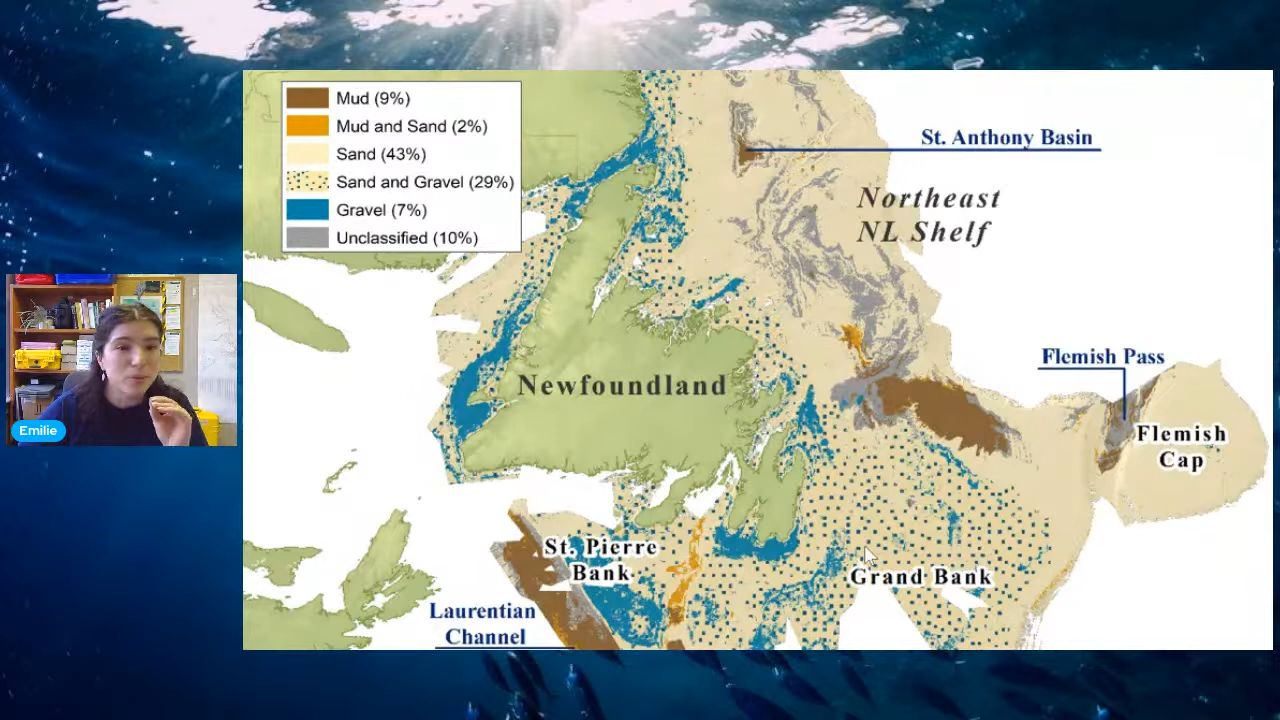 Mud (9%)
Mud and Sand (2%)
Sand (43%)
Sand and Gravel (29%)
Gravel (7%)
Unclassified (10%)
St. Anthony Basin
Northeast
NL Shelf
Flemish Pass
Newfoundland
Flemish
Cap
Emilie
St. Pierre
Bank
Grand Bank
Laurentian
Channel